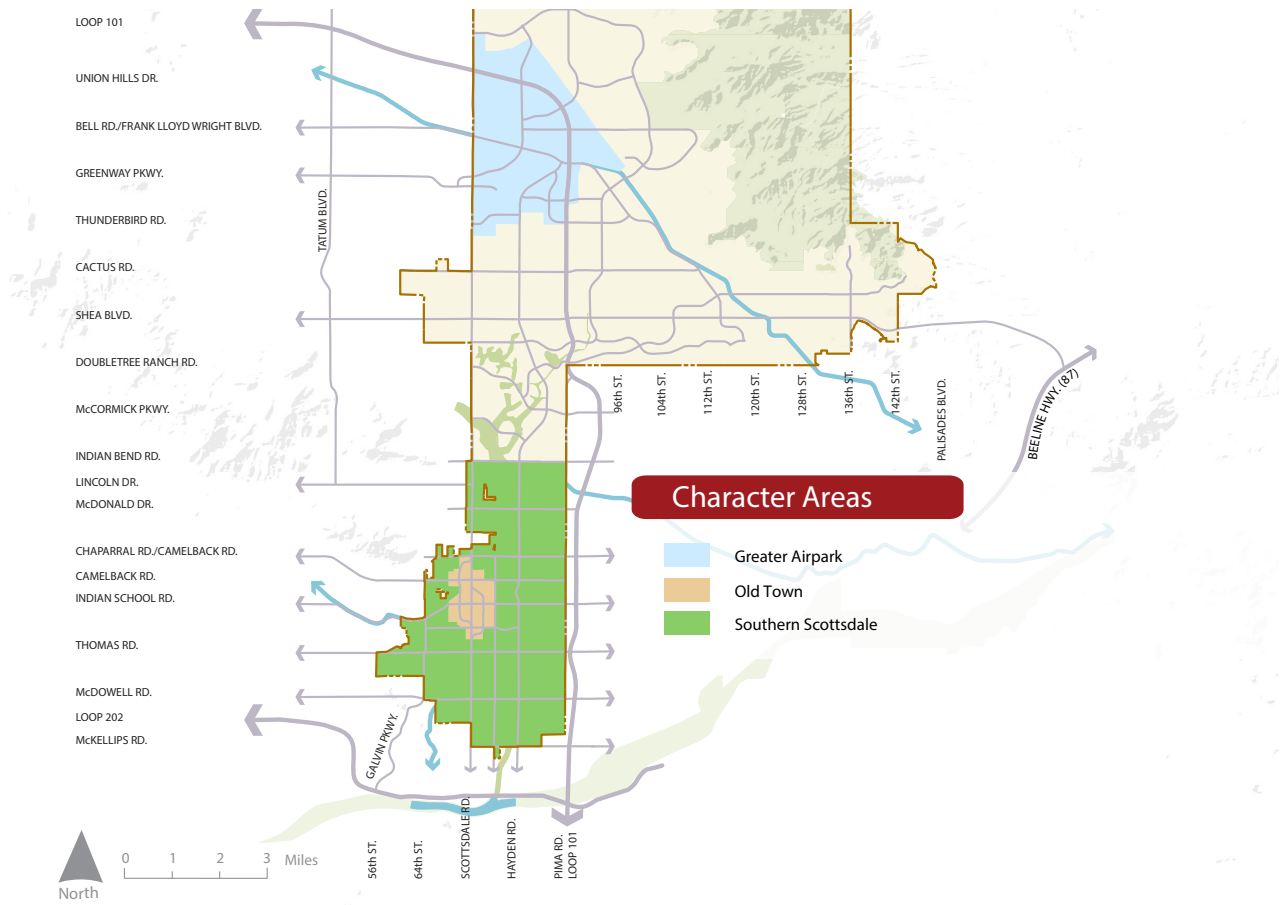 LOOP 101
UNION HILLS DR.
BELL RD./FRANK LLOYD WRIGHT BLVD.
GREENWAY PKWY.
TATUM BLVD.
THUNDERBIRD RD.
CACTUS RD.
SHEA BLVD.
DOUBLETREE RANCH RD.
96th ST.
104th ST.
112th ST.
120th ST.
128th ST.
136th ST.
142th ST.
PALISADES BLVD.
BEELINE HWY. (87)
McCORMICK PKWY.
INDIAN BEND RD.
LINCOLN DR.
McDONALD DR.
Character Areas
CHAPARRAL RD./CAMELBACK RD.
Greater Airpark
CAMELBACK RD.
Old Town
INDIAN SCHOOL RD.
Southern Scottsdale
THOMAS RD.
McDOWELL RD.
LOOP 202
McKELLIPS RD.
GALVIN PKWY.
56th ST.
64th ST.
SCOTTSDALE RD.
HAYDEN RD.
PIMA RD.
LOOP 101
0 1 2 3 Miles
North